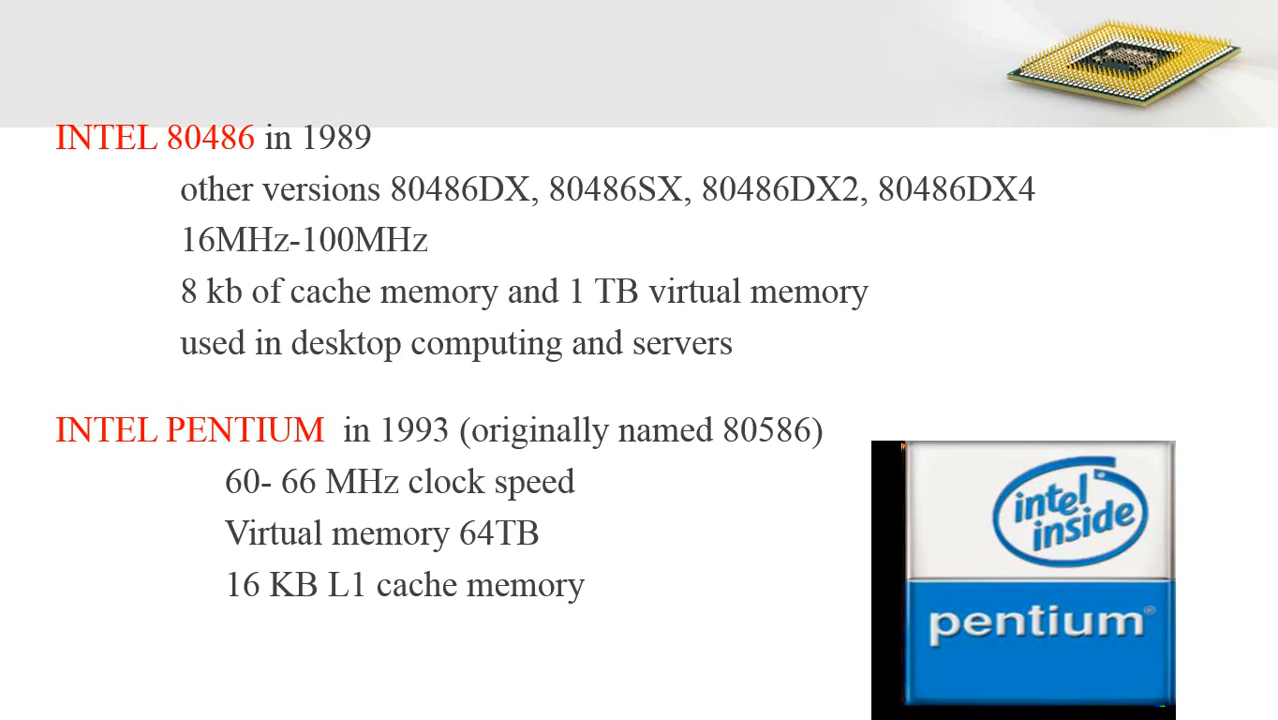 INTEL 80486 in 1989
other versions 80486DX, 80486SX, 80486DX2, 80486DX4
16MHz-100MHz
8 kb of cache memory and 1 TB virtual memory
used in desktop computing and servers
INTEL PENTIUM in 1993 (originally named 80586)
60- 66 MHz clock speed
Virtual memory 64TB
16 KB L1 cache memory
intel
inside
pentium®